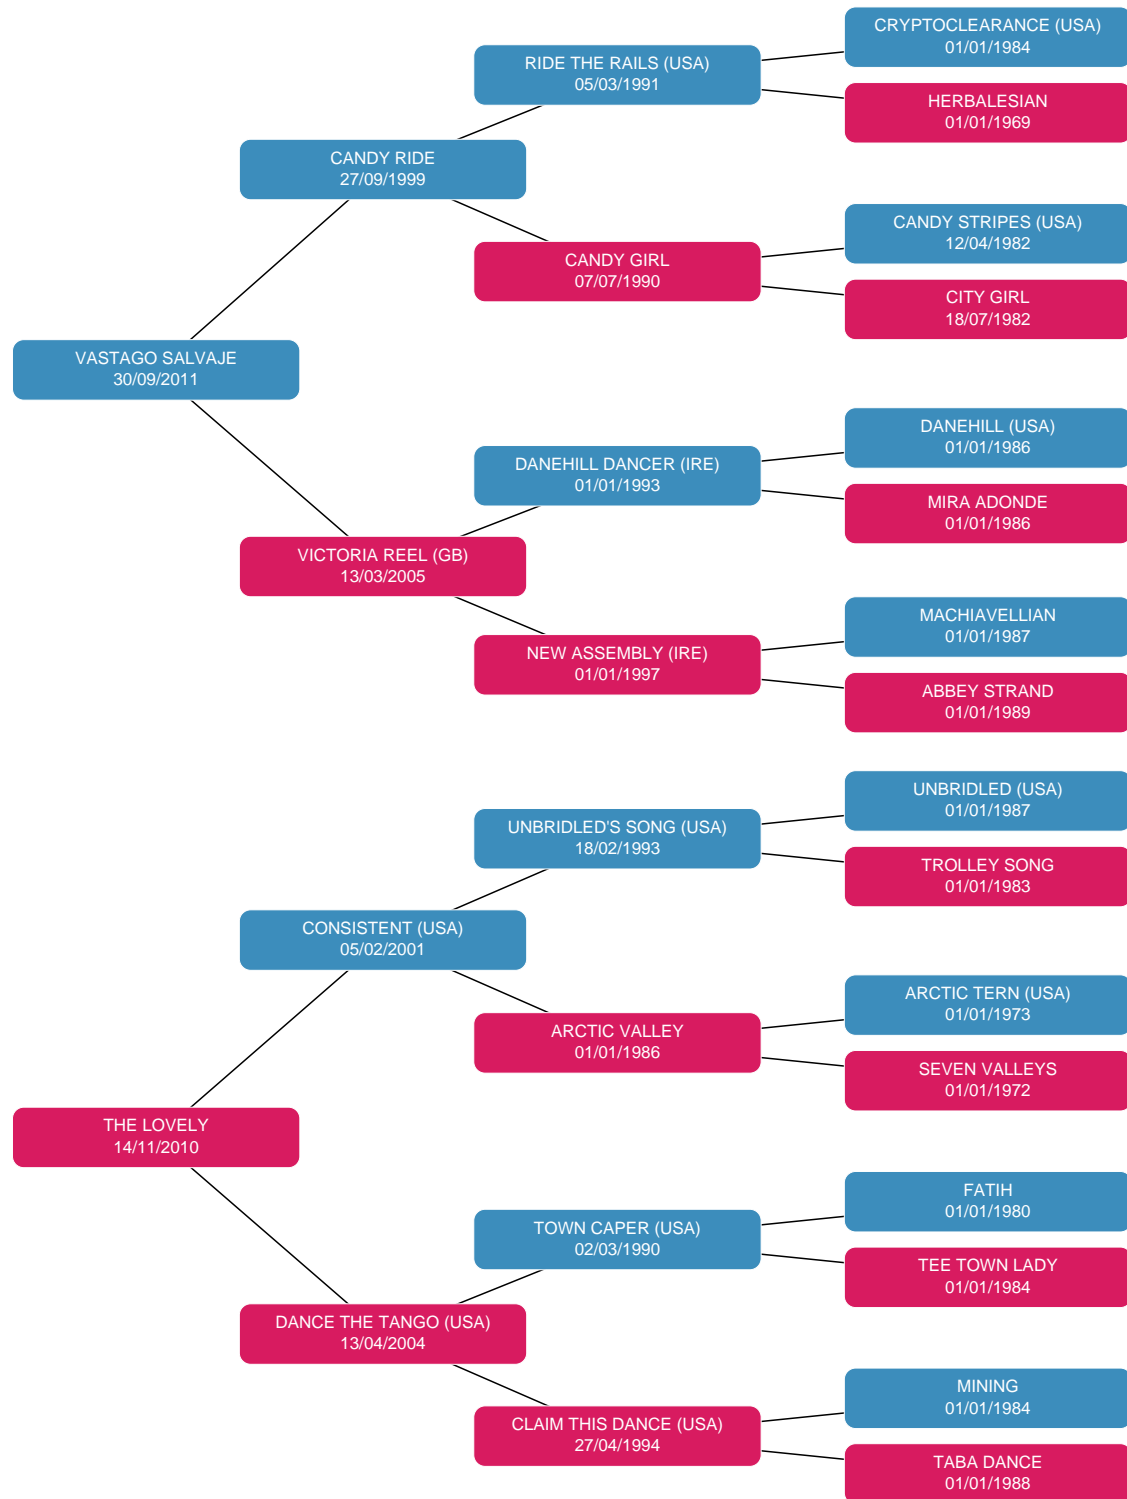 CRYPTOCLEARANCE (USA)
01/01/1984
RIDE THE RAILS (USA)
05/03/1991
HERBALESIAN
01/01/1969
CANDY RIDE
27/09/1999
CANDY STRIPES (USA)
12/04/1982
CANDY GIRL
07/07/1990
CITY GIRL
18/07/1982
VASTAGO SALVAJE
30/09/2011
DANEHILL (USA)
01/01/1986
DANEHILL DANCER (IRE)
01/01/1993
MIRA ADONDE
01/01/1986
VICTORIA REEL (GB)
13/03/2005
MACHIAVELLIAN
01/01/1987
NEW ASSEMBLY (IRE)
01/01/1997
ABBEY STRAND
01/01/1989
UNBRIDLED (USA)
01/01/1987
UNBRIDLED'S SONG (USA)
18/02/1993
TROLLEY SONG
01/01/1983
CONSISTENT (USA)
05/02/2001
ARCTIC TERN (USA)
01/01/1973
ARCTIC VALLEY
01/01/1986
SEVEN VALLEYS
01/01/1972
THE LOVELY
14/11/2010
FATIH
01/01/1980
TOWN CAPER (USA)
02/03/1990
TEE TOWN LADY
01/01/1984
DANCE THE TANGO (USA)
13/04/2004
MINING
01/01/1984
CLAIM THIS DANCE (USA)
27/04/1994
TABA DANCE
01/01/1988